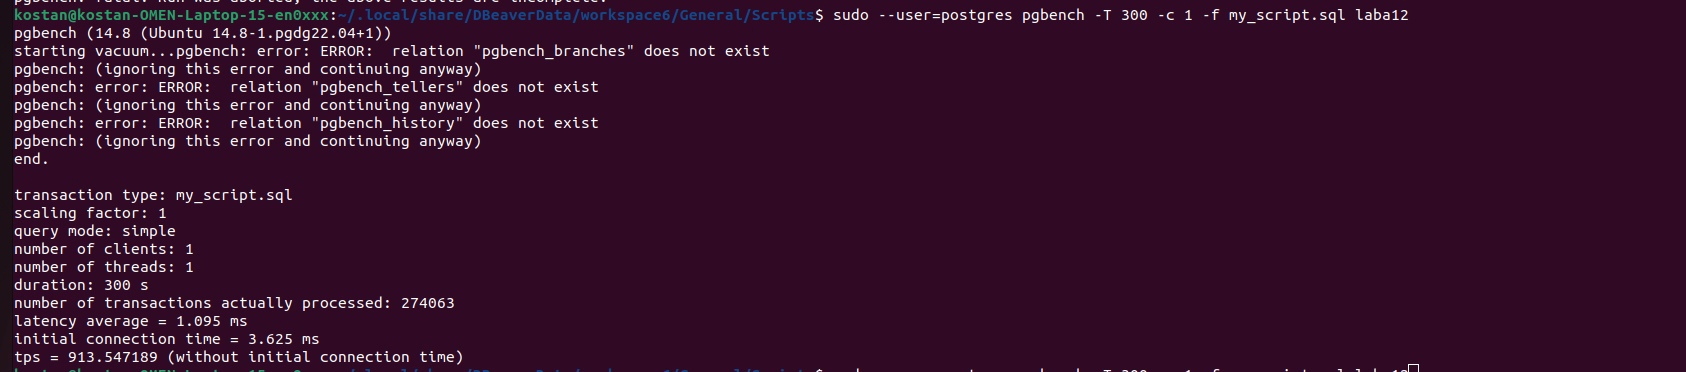 kostan@kostan-OMEN-Laptop-15-en0xxx:~/.local/share/DBeaverData/workspace6/General/Scripts$ sudo --user=postgres pgbench -T 300 -c 1 -f my_script.sql laba12
pgbench (14.8 (Ubuntu 14.8-1.pgdg22.04+1))
starting vacuum...pgbench: error: ERROR:  relation "pgbench_branches" does not exist
pgbench: (ignoring this error and continuing anyway)
pgbench: error: ERROR:  relation "pgbench_tellers" does not exist
pgbench: (ignoring this error and continuing anyway)
pgbench: error: ERROR:  relation "pgbench_history" does not exist
pgbench: (ignoring this error and continuing anyway)
end.
transaction type: my_script.sql
scaling factor: 1
query mode: simple
number of clients: 1
number of threads: 1
duration: 300 s
number of transactions actually processed: 274063
latency average = 1.095 ms
initial connection time = 3.625 ms
tps = 913.547189 (without initial connection time)